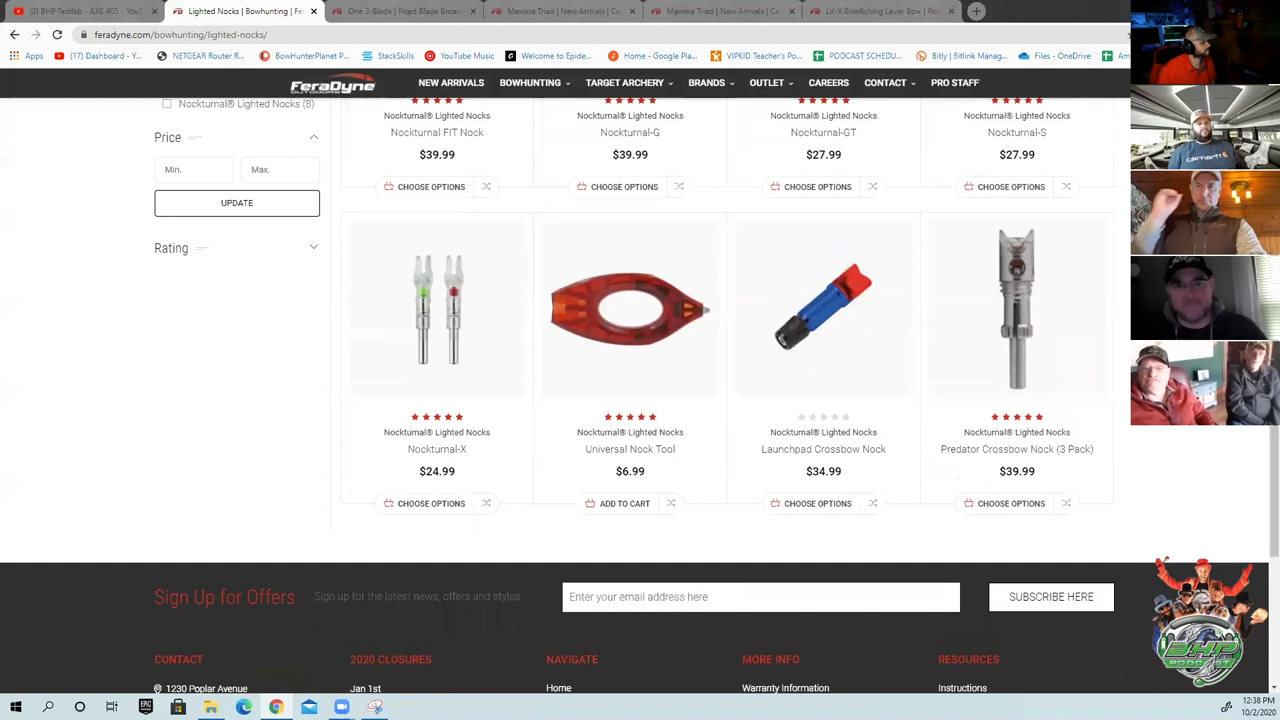 (3) BHP-Testlab - AXE 405 - YOU
Lighted Nocks | Bowhunting | Fer
One 3-Blade | Fixed Blade Broad
Maxima Triad | New Arrivals | Ca
Maxima Triad | New Arrivals | Ca
LV-X Bowfishing Lever Bow | Re
feradyne.com/bowhunting/lighted-nocks/
Apps
(17) Dashboard - Y...
NETGEAR Router R...
BowHunterPlanet P...
StackSkills
YouTube Music
Welcome to Epide...
Home - Google Pla...
VIPKID Teacher's Po...
PODCAST SCHEDU...
Bitly | Bitlink Manag...
Files - OneDrive
FeraDyne
OUTDOORS
NEW ARRIVALS
BOWHUNTING
TARGET ARCHERY
BRANDS
OUTLET
CAREERS
CONTACT
PRO STAFF
Nockturnal® Lighted Nocks (8)
Price
Min.
Max.
UPDATE
Rating
Nockturnal® Lighted Nocks
Nockturnal FIT Nock
$39.99
CHOOSE OPTIONS
Nockturnal® Lighted Nocks
Nockturnal-G
$39.99
CHOOSE OPTIONS
Nockturnal® Lighted Nocks
Nockturnal-GT
$27.99
CHOOSE OPTIONS
Nockturnal® Lighted Nocks
Nockturnal-S
$27.99
CHOOSE OPTIONS
Nockturnal® Lighted Nocks
Nockturnal-X
$24.99
CHOOSE OPTIONS
Nockturnal® Lighted Nocks
Universal Nock Tool
$6.99
ADD TO CART
Nockturnal® Lighted Nocks
Launchpad Crossbow Nock
$34.99
CHOOSE OPTIONS
Nockturnal® Lighted Nocks
Predator Crossbow Nock (3 Pack)
$39.99
CHOOSE OPTIONS
carhartt
Sign Up for Offers
Sign up for the latest news, offers and styles
Enter your email address here
SUBSCRIBE HERE
CONTACT
1230 Poplar Avenue
2020 CLOSURES
Jan 1st
NAVIGATE
Home
MORE INFO
Warranty Information
RESOURCES
Instructions
BHP
PODCAST
EPIC
12:38 PM
10/2/2020